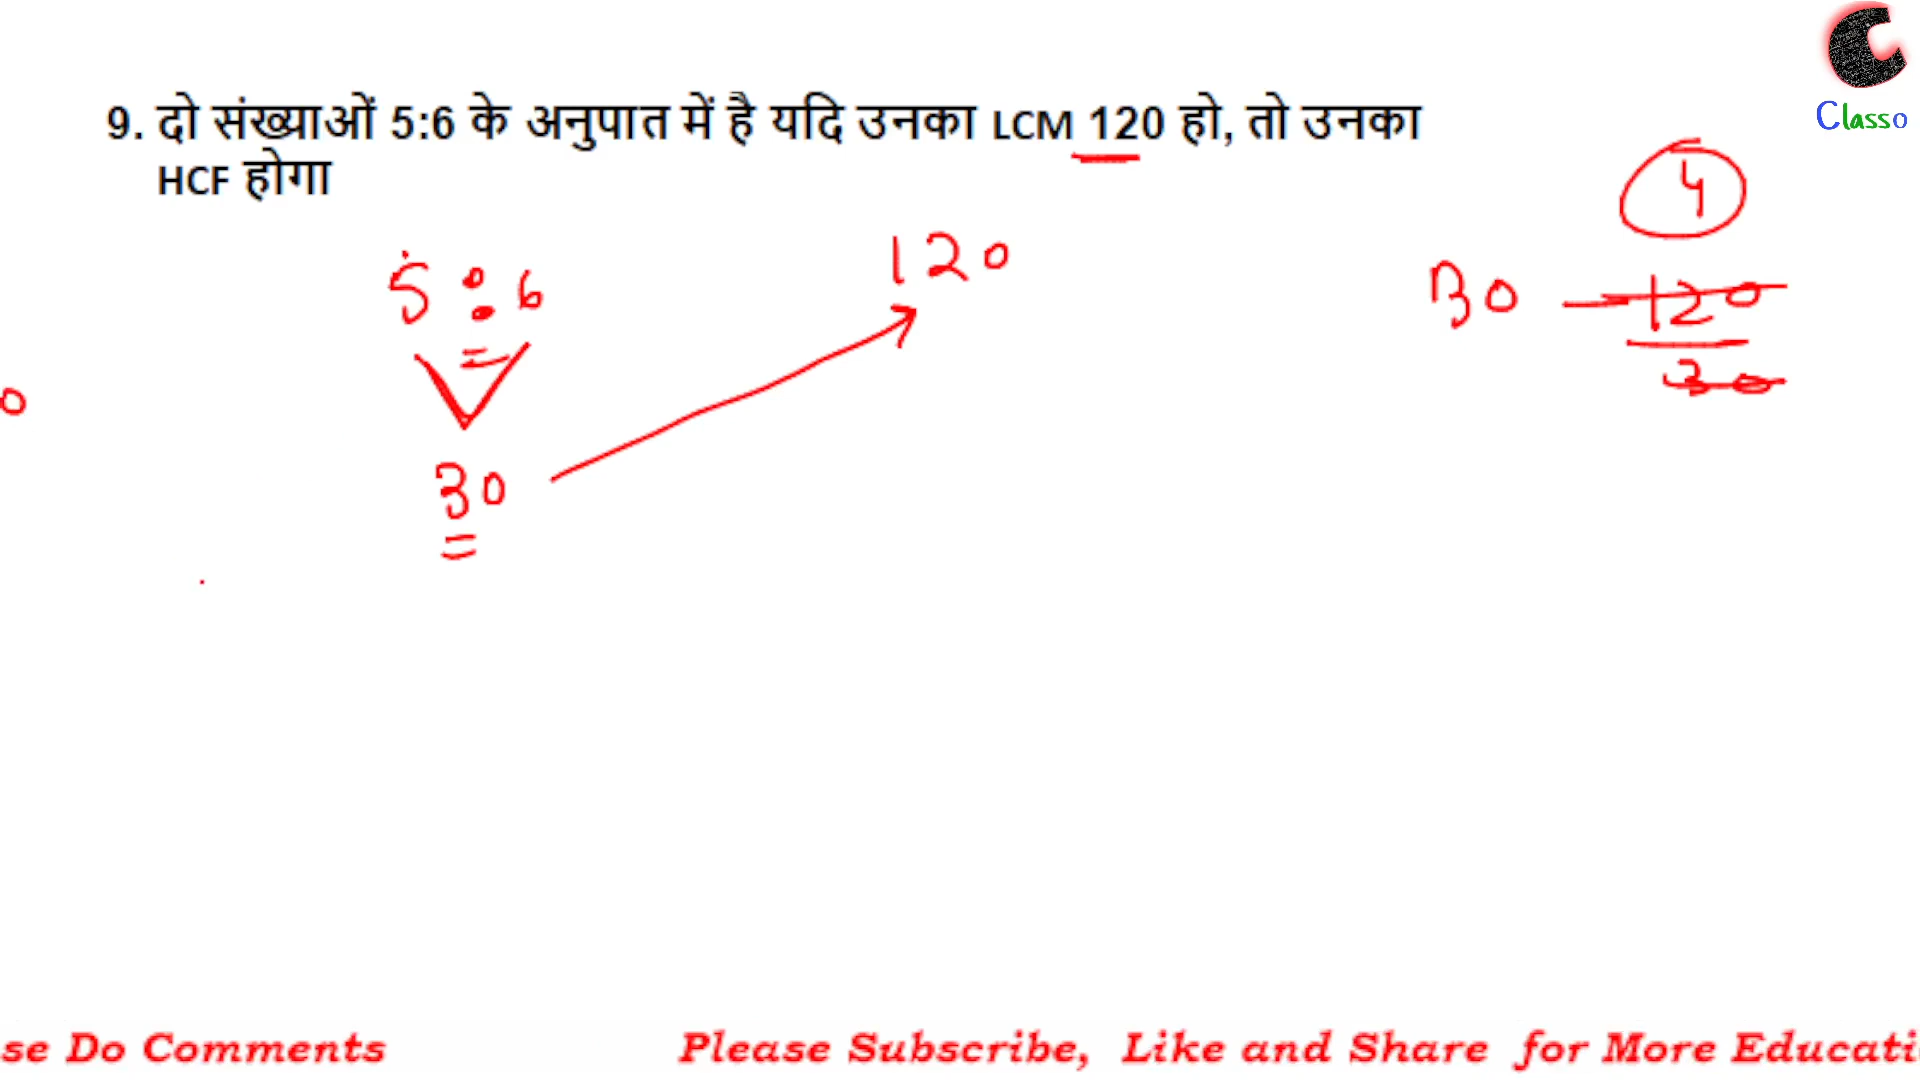 9. दो संख्याओं 5:6 के अनुपात में है यदि उनका LCM 120 हो, तो उनका
HCF होगा
Classo
5 : 6
120
30
4
30 120
30
0
se Do Comments Please Subscribe, Like and Share for More Educati